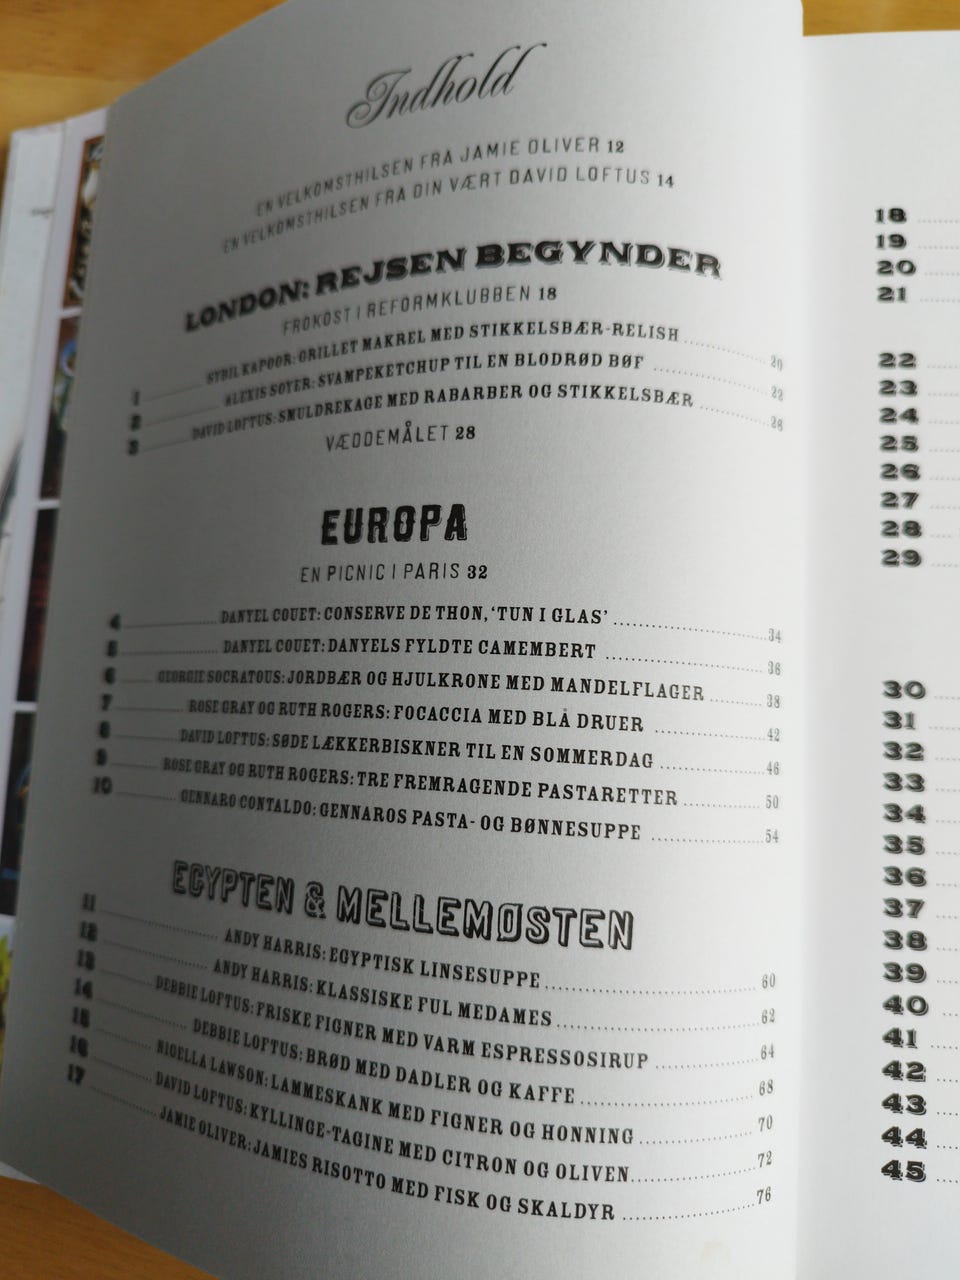 Indhold
EN VELKOMSTHILSEN FRA JAMIE OLIVER 12
EN VELKOMSTHILSEN FRA DIN VÆRT DAVID LOFTUS 14
LONDON: REJSEN BEGYNDER
FROKOST I REFORMKLUBBEN 18
1 SYBIL KAPOOR: GRILLET MAKREL MED STIKKELSBÆR-RELISH 20
2 ALEXIS SOYER: SVAMPEKETCHUP TIL EN BLODRØD BØF 22
3 DAVID LOFTUS: SMULDREKAGE MED RABARBER OG STIKKELSBÆR 26
VÆDDEMÅLET 28
EUROPA
EN PICNIC I PARIS 32
4 DANYEL COUET: CONSERVE DE THON, ‘TUN I GLAS’ 34
5 DANYEL COUET: DANYELS FYLDTE CAMEMBERT 36
6 GEORGIE SOCRATOUS: JORDBÆR OG HJULKRONE MED MANDELFLAGER 38
7 ROSE GRAY OG RUTH ROGERS: FOCACCIA MED BLÅ DRUER 42
8 DAVID LOFTUS: SØDE LÆKKERBISKNER TIL EN SOMMERDAG 46
9 ROSE GRAY OG RUTH ROGERS: TRE FREMRAGENDE PASTARETTER 50
10 GENNARO CONTALDO: GENNAROS PASTA- OG BØNNESUPPE 54
EGYPTEN & MELLEMØSTEN
11 ANDY HARRIS: EGYPTISK LINSESUPPE 60
12 ANDY HARRIS: KLASSISKE FUL MEDAMES 62
13 DEBBIE LOFTUS: FRISKE FIGNER MED VARM ESPRESSOSIRUP 64
14 DEBBIE LOFTUS: BRØD MED DADLER OG KAFFE 68
15 NIGELLA LAWSON: LAMMESKANK MED FIGNER OG HONNING 70
16 DAVID LOFTUS: KYLLINGE-TAGINE MED CITRON OG OLIVEN 72
17 JAMIE OLIVER: JAMIES RISOTTO MED FISK OG SKALDYR 76
18
19
20
21
22
23
24
25
26
27
28
29
30
31
32
33
34
35
36
37
38
39
40
41
42
43
44
45